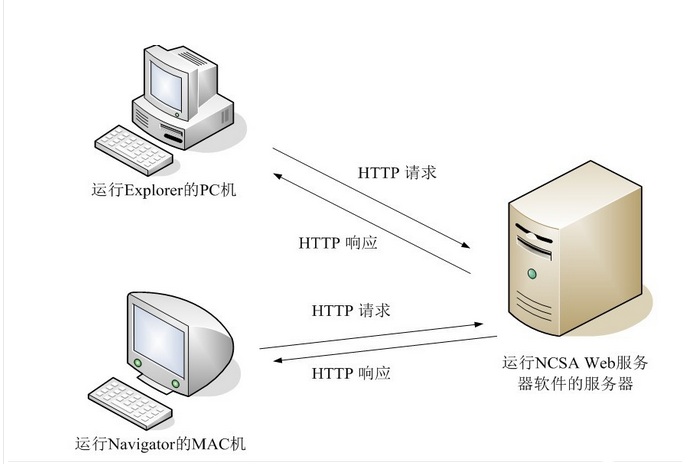 HTTP 请求
运行Explorer的PC机
HTTP 响应
HTTP 请求
运行NCSA Web服务
器软件的服务器
HTTP 响应
运行Navigator的MAC机